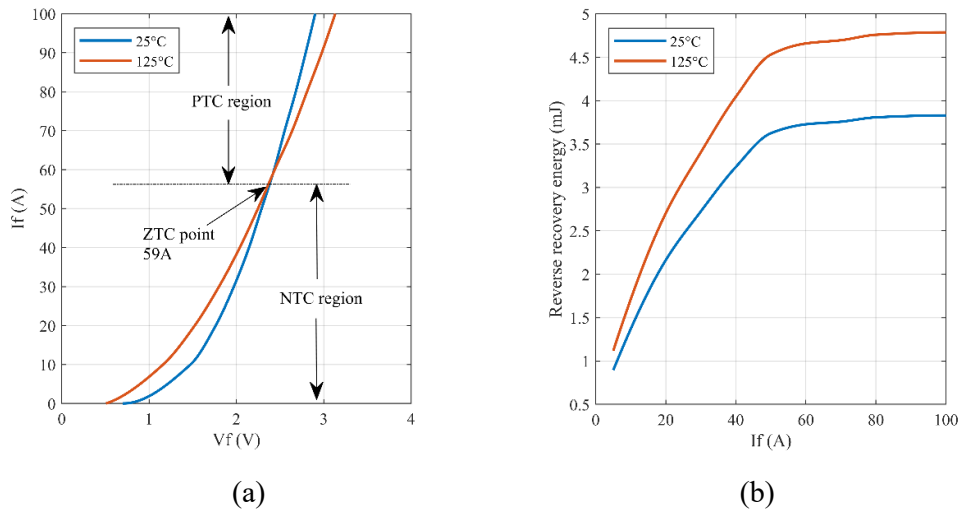 100
90
80
70
60
50
40
30
20
10
0
If (A)
25°C
125°C
PTC region
ZTC point
59A
NTC region
0
1
2
3
4
Vf (V)
(a)
5
4.5
4
3.5
3
2.5
2
1.5
1
0.5
Reverse recovery energy (mJ)
25°C
125°C
0
20
40
60
80
100
If (A)
(b)